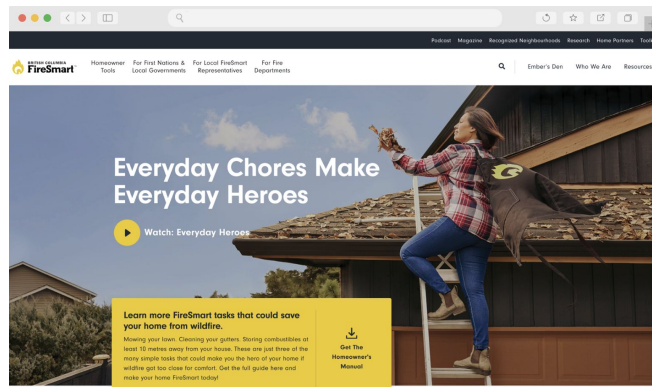 Podcast Magazine Recognized Neighbourhoods Research Home Partners
BRITISH COLUMBIA
FireSmart™
Homeowner Tools
For First Nations & Local Governments
For Local FireSmart Representatives
For Fire Departments
Ember's Den Who We Are Resources
Everyday Chores Make
Everyday Heroes
Watch: Everyday Heroes
Learn more FireSmart tasks that could save
your home from wildfire.
Mowing your lawn. Cleaning your gutters. Storing combustibles at
least 10 metres away from your house. These are just three of the
many simple tasks that could make you the hero of your home if
wildfire got too close for comfort. Get the full guide here and
make your home FireSmart today!
Get The
Homeowner's
Manual